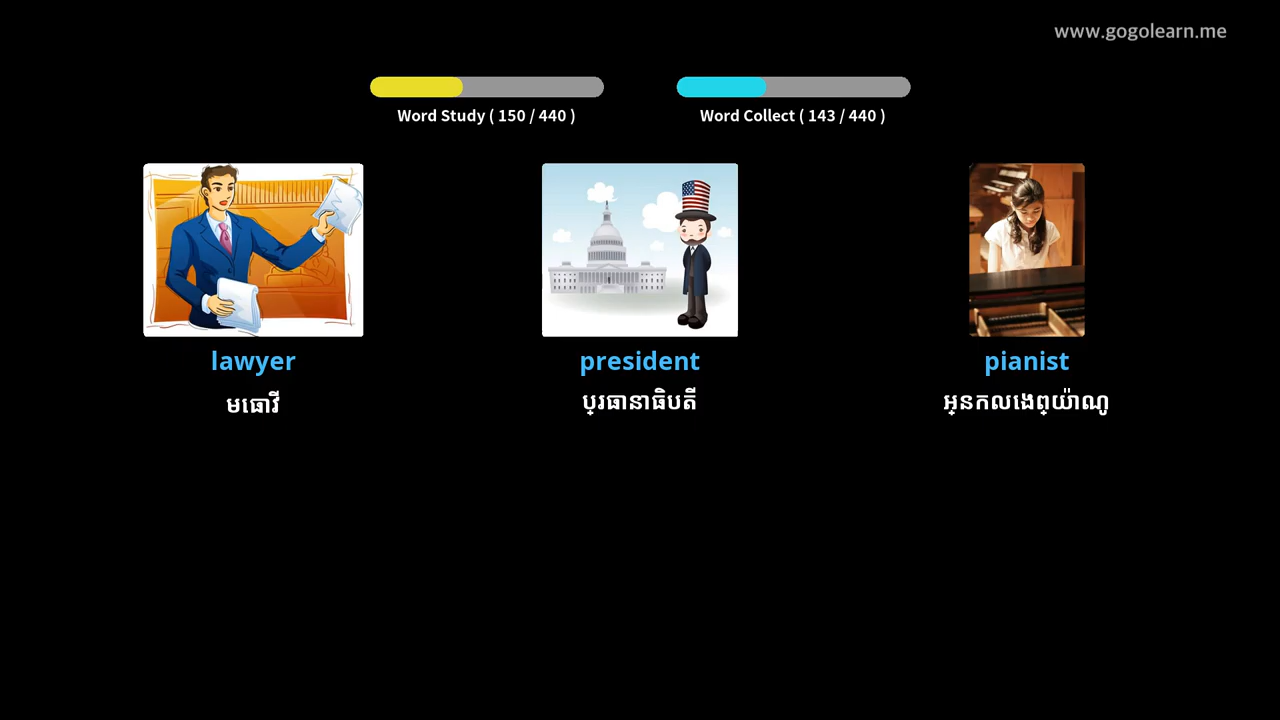 www.gogolearn.me
Word Study ( 150 / 440 )
Word Collect ( 143 / 440 )
lawyer
president
pianist
មេធាវី
ប្រធានាធិបតី
អ្នកលេងព្យ៉ាណូ